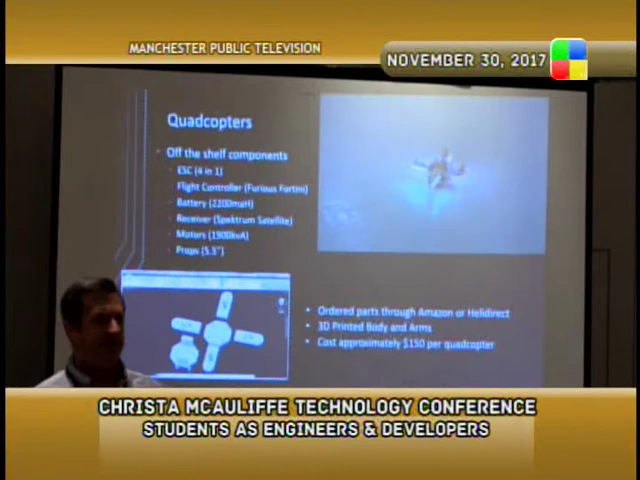 MANCHESTER PUBLIC TELEVISION
NOVEMBER 30, 2017
Quadcopters
Off the shelf components
ESC (4 in 1)
Flight Controller (Furious Fortini)
Battery (2200maH)
Receiver (Spektrum Satellite)
Motors (1900kvA)
Props (5.5")
Ordered parts through Amazon or Helidirect
3D Printed Body and Arms
Cost approximately $150 per quadcopter
CHRISTA MCAULIFFE TECHNOLOGY CONFERENCE
STUDENTS AS ENGINEERS & DEVELOPERS